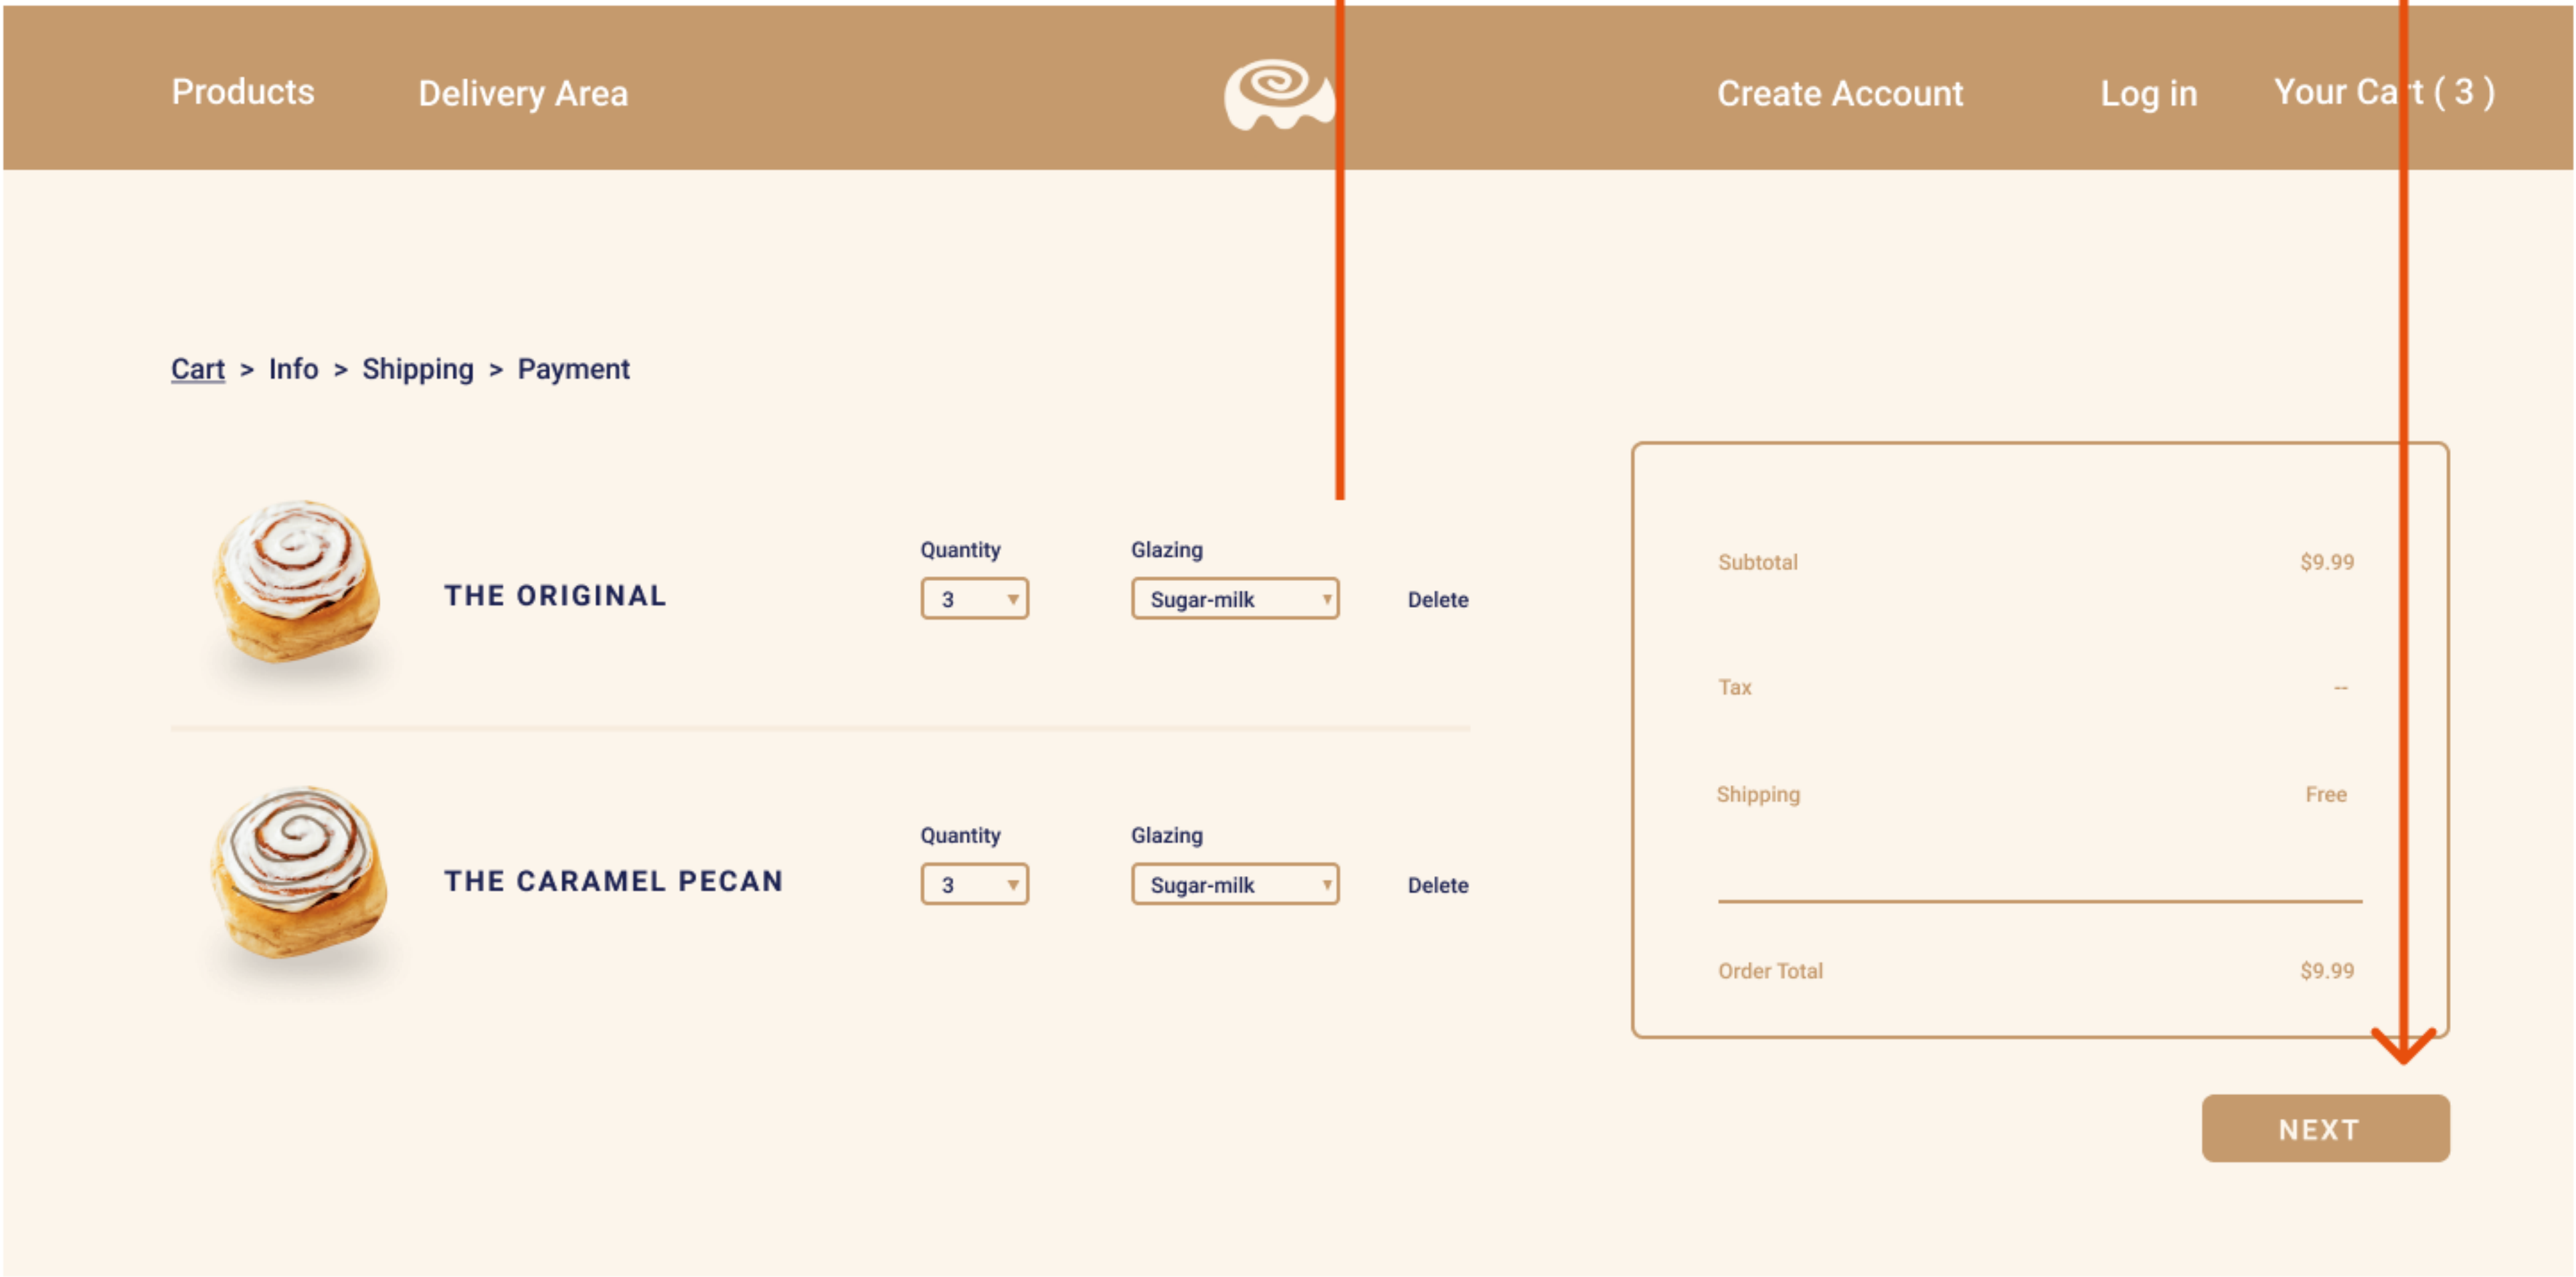 Products Delivery Area Create Account Log in Your Cart ( 3 )
Cart > Info > Shipping > Payment
Quantity Glazing
THE ORIGINAL 3 Sugar-milk Delete
Quantity Glazing
THE CARAMEL PECAN 3 Sugar-milk Delete
Subtotal $9.99
Tax --
Shipping Free
Order Total $9.99
NEXT